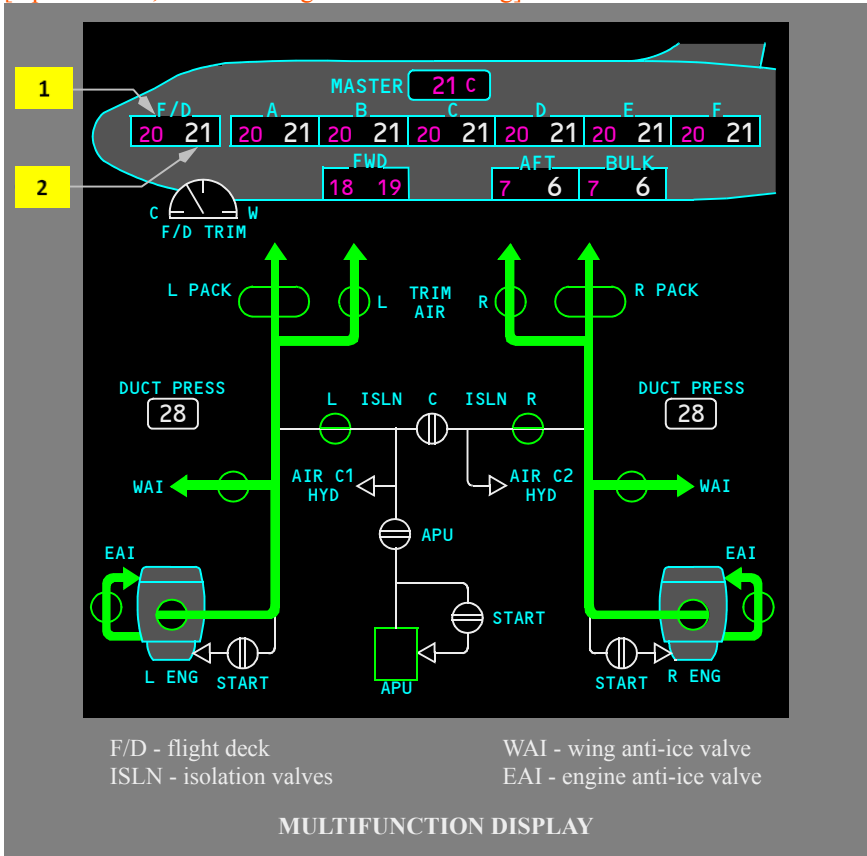 1
2
MASTER 21 C
F/D A B C D E F
20 21 20 21 20 21 20 21 20 21 20 21 20 21
FWD AFT BULK
18 19 7 6 7 6
C W
F/D TRIM
L PACK L TRIM AIR R R PACK
DUCT PRESS
28
L ISLN C ISLN R
DUCT PRESS
28
WAI
AIR C1
HYD
AIR C2
HYD
WAI
APU
EAI
EAI
START
L ENG
START
APU
START
R ENG
F/D - flight deck
ISLN - isolation valves
WAI - wing anti-ice valve
EAI - engine anti-ice valve
MULTIFUNCTION DISPLAY